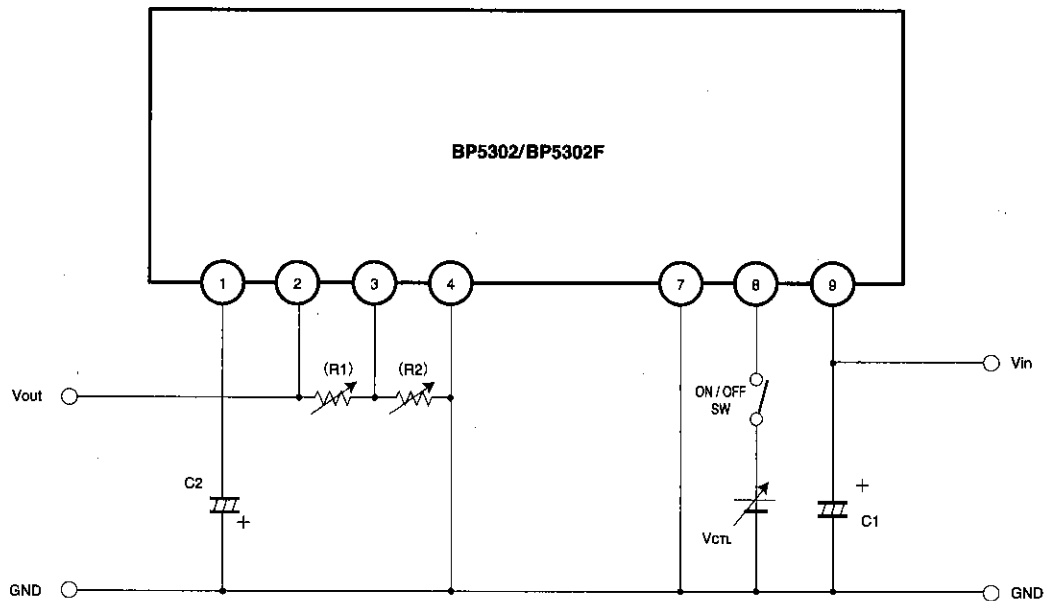 BP5302/BP5302F
1 2 3 4 7 8 9
(R1) (R2)
Vin
Vout
ON / OFF
SW
C2
+
+
C1
VCTL
GND
GND